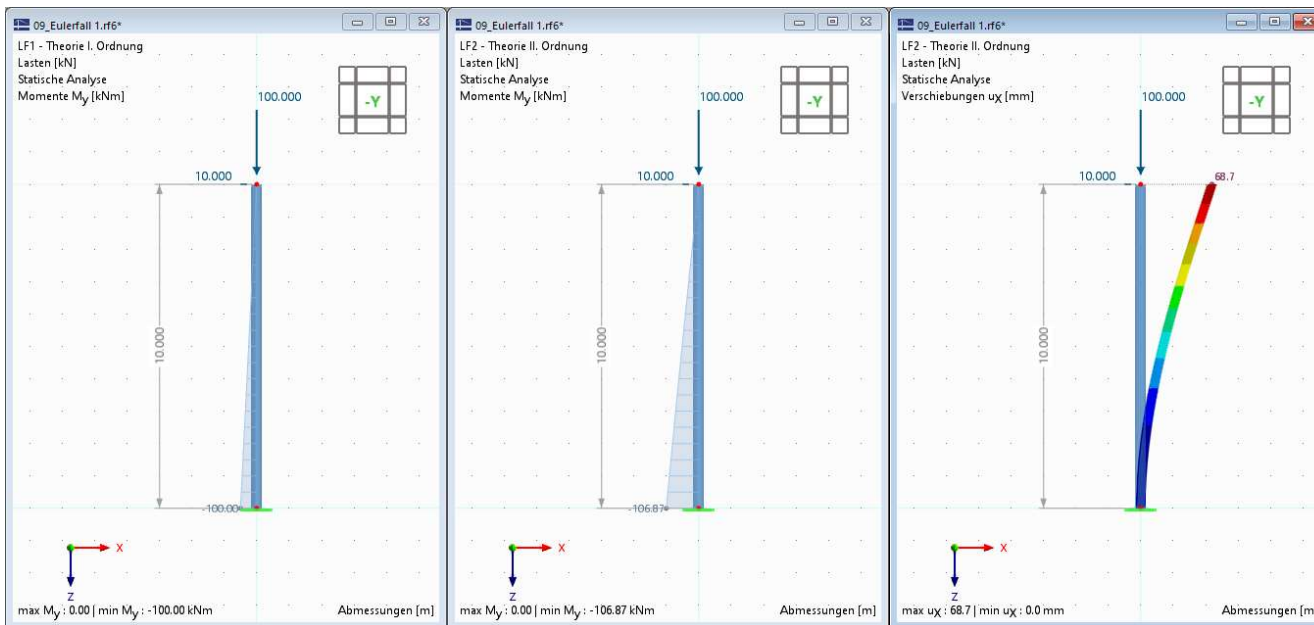 09_Eulerfall 1.rf6*
LF1 - Theorie I. Ordnung
Lasten [kN]
Statische Analyse
Momente My [kNm]
-Y
100.000
10.000
10.000
-100.00
X
Z
max My : 0.00 | min My : -100.00 kNm
Abmessungen [m]
09_Eulerfall 1.rf6*
LF2 - Theorie II. Ordnung
Lasten [kN]
Statische Analyse
Momente My [kNm]
-Y
100.000
10.000
10.000
-106.87
X
Z
max My : 0.00 | min My : -106.87 kNm
Abmessungen [m]
09_Eulerfall 1.rf6*
LF2 - Theorie II. Ordnung
Lasten [kN]
Statische Analyse
Verschiebungen uX [mm]
-Y
100.000
10.000
68.7
10.000
X
Z
max uX : 68.7 | min uX : 0.0 mm
Abmessungen [m]